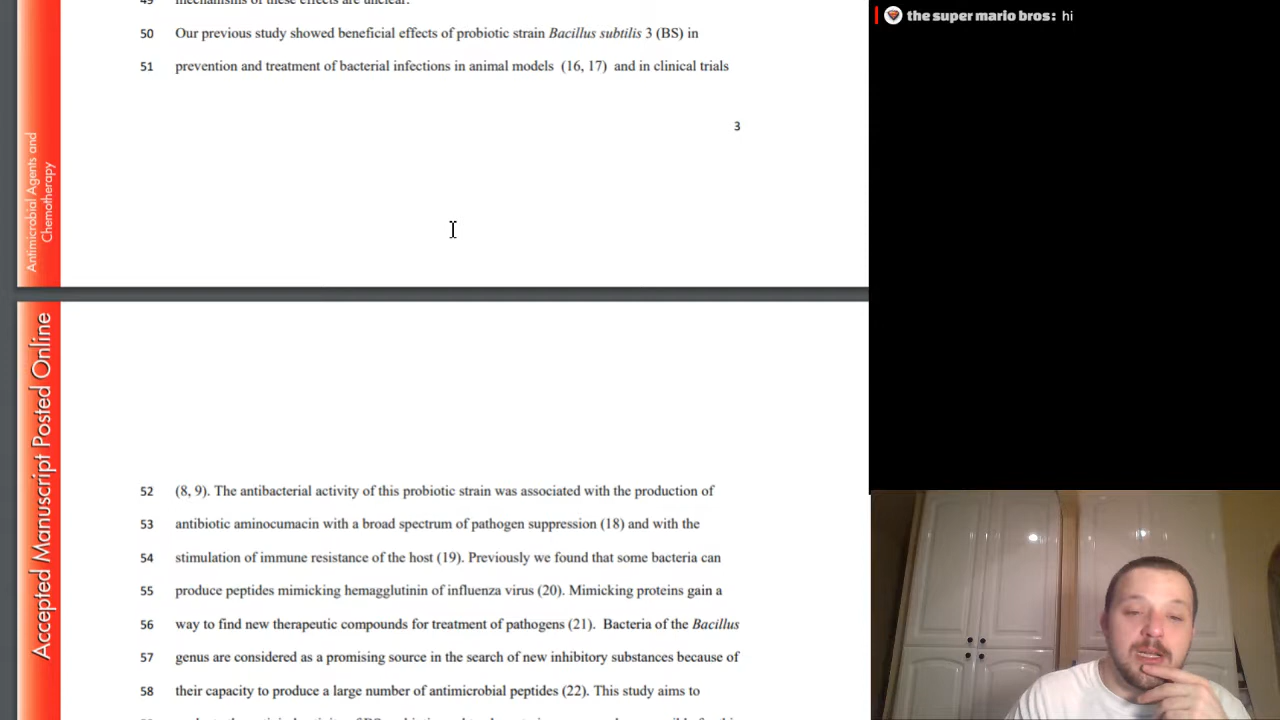 49 mechanisms of these effects are unclear.
50 Our previous study showed beneficial effects of probiotic strain Bacillus subtilis 3 (BS) in
51 prevention and treatment of bacterial infections in animal models (16, 17) and in clinical trials
3
Antimicrobial Agents and
Chemotherapy
Accepted Manuscript Posted Online
52 (8, 9). The antibacterial activity of this probiotic strain was associated with the production of
53 antibiotic aminocumacin with a broad spectrum of pathogen suppression (18) and with the
54 stimulation of immune resistance of the host (19). Previously we found that some bacteria can
55 produce peptides mimicking hemagglutinin of influenza virus (20). Mimicking proteins gain a
56 way to find new therapeutic compounds for treatment of pathogens (21). Bacteria of the Bacillus
57 genus are considered as a promising source in the search of new inhibitory substances because of
58 their capacity to produce a large number of antimicrobial peptides (22). This study aims to
the super mario bros: hi